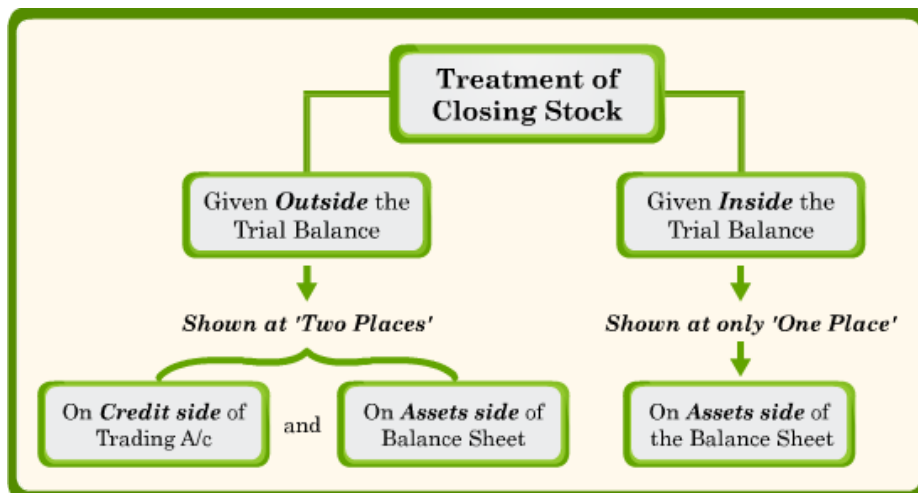 Treatment of
Closing Stock
Given Outside the
Trial Balance
Given Inside the
Trial Balance
Shown at 'Two Places'
Shown at only 'One Place'
On Credit side of
Trading A/c
and
On Assets side of
Balance Sheet
On Assets side of
the Balance Sheet